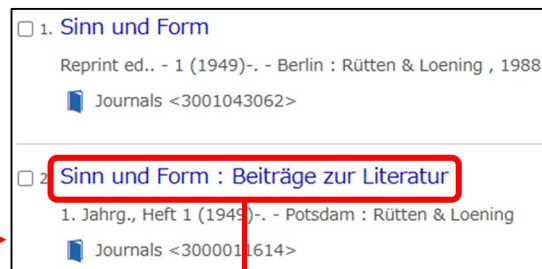 1. Sinn und Form
Reprint ed.. - 1 (1949)-. - Berlin : Rütten & Loening , 1988
Journals <3001043062>
2 Sinn und Form : Beiträge zur Literatur
1. Jahrg., Heft 1 (1949)-. - Potsdam : Rütten & Loening
Journals <3000011614>